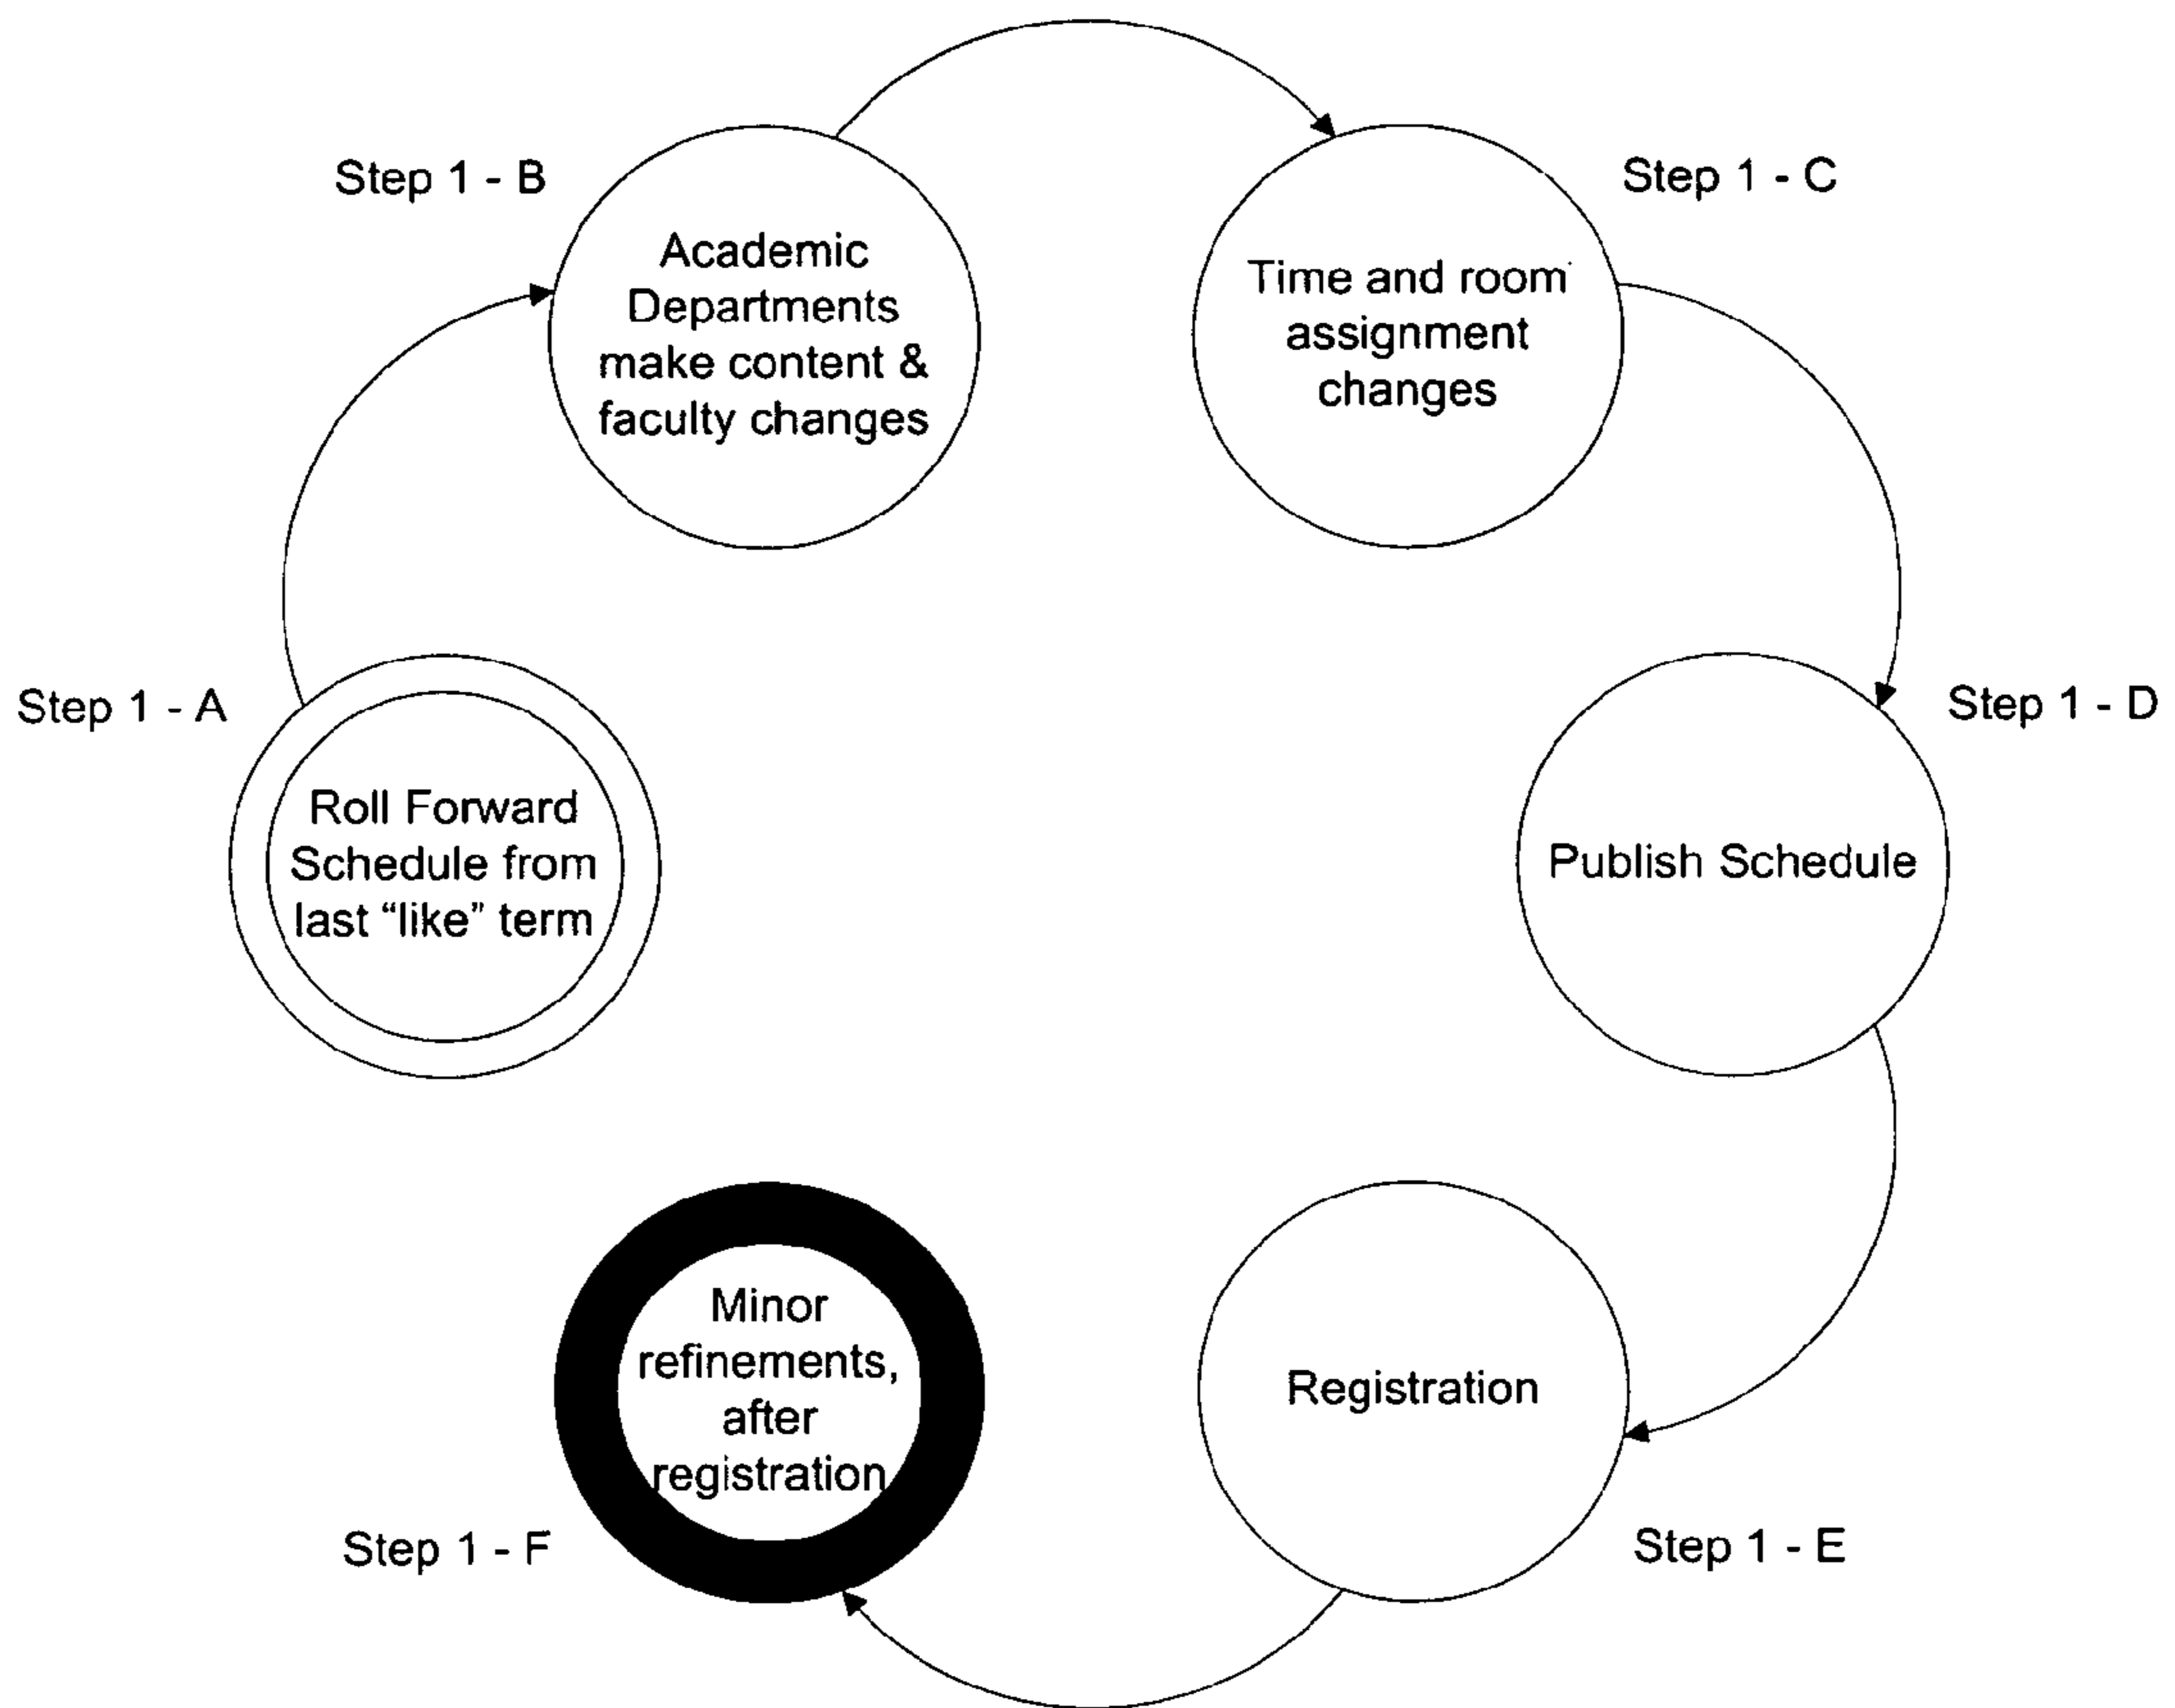 Step 1 - A
Roll Forward
Schedule from
last “like” term
Step 1 - B
Academic
Departments
make content &
faculty changes
Step 1 - C
Time and room
assignment
changes
Step 1 - D
Publish Schedule
Step 1 - E
Registration
Step 1 - F
Minor
refinements,
after
registration